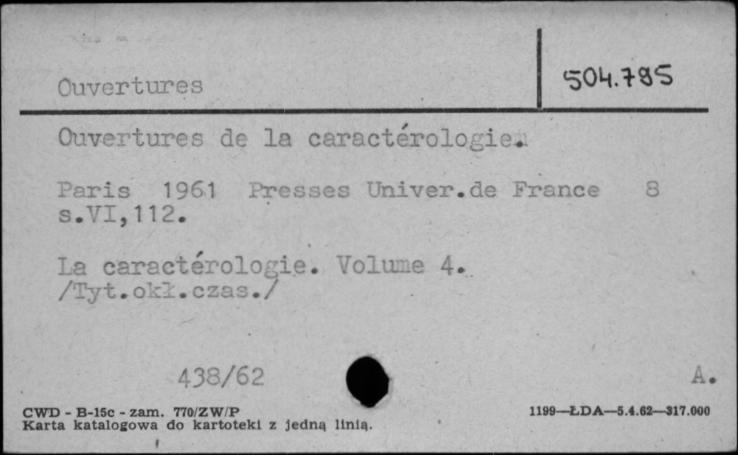 Ouvertures
504.795
Ouvertures de la caractérologie.
Paris 1961 Presses Univer.de France 8
s.VI,112.
La caractérologie. Volume 4.
/Tyt.okł.czas./
438/62
A.
CWD - B-15c - zam. 770/ZW/P
1199—ŁDA—5.4.62—317.000
Karta katalogowa do kartoteki z jedną linią.